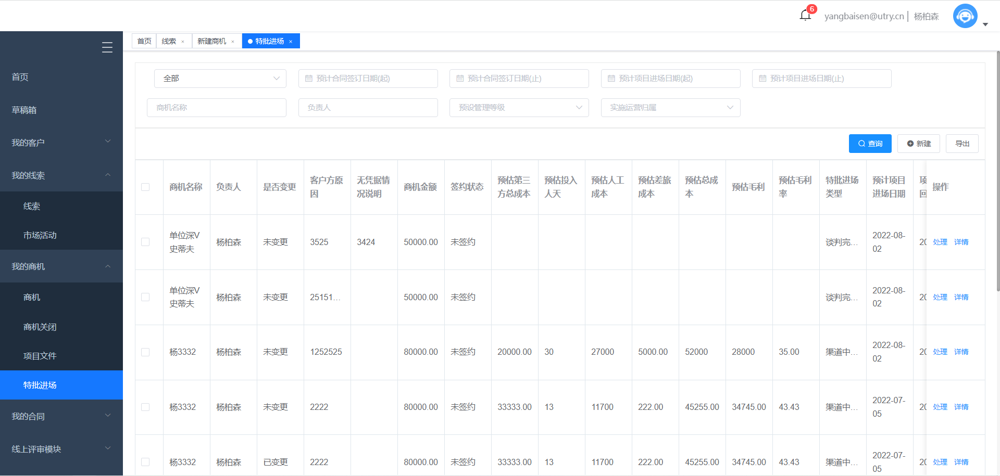 6
yangbaisen@utry.cn | 杨柏森
首页 线索 × 新建商机 × 特批进场 ×
首页
草稿箱
我的客户
我的线索
线索
市场活动
我的商机
商机
商机关闭
项目文件
特批进场
我的合同
线上评审模块
全部 预计合同签订日期(起) 预计合同签订日期(止) 预计项目进场日期(起) 预计项目进场日期(止)
商机名称 负责人 预设管理等级 实施运营归属
查询 新建 导出
商机名称 负责人 是否变更 客户方原因 无凭据情况说明 商机金额 签约状态 预估第三方总成本 预估投入人天 预估人工成本 预估差旅成本 预估总成本 预估毛利 预估毛利率 特批进场类型 预计项目进场日期 项回 操作
单位深V史蒂夫 杨柏森 未变更 3525 3424 50000.00 未签约 谈判完... 2022-08-02 20 处理 详情
单位深V史蒂夫 杨柏森 未变更 25151... 50000.00 未签约 谈判完... 2022-08-02 20 处理 详情
杨3332 杨柏森 未变更 1252525 80000.00 未签约 20000.00 30 27000 5000.00 52000 28000 35.00 渠道中... 2022-08-02 20 处理 详情
杨3332 杨柏森 未变更 2222 80000.00 未签约 33333.00 13 11700 222.00 45255.00 34745.00 43.43 渠道中... 2022-07-05 20 处理 详情
杨3332 杨柏森 已变更 2222 80000.00 未签约 33333.00 13 11700 222.00 45255.00 34745.00 43.43 渠道中... 2022-07-05 20 处理 详情